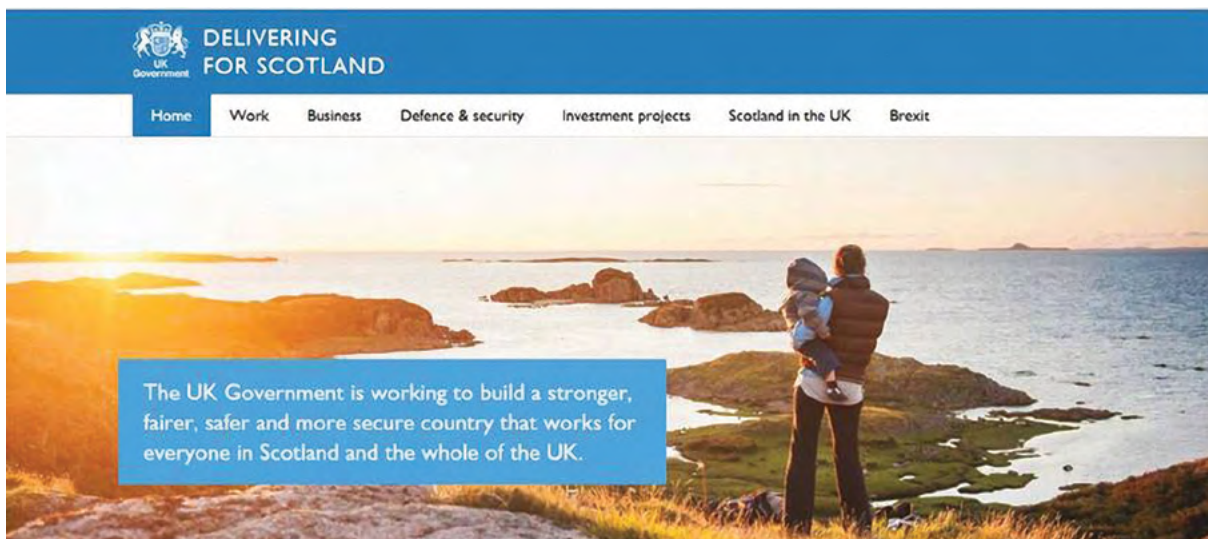 DELIVERING
FOR SCOTLAND
UK
Government
Home Work Business Defence & security Investment projects Scotland in the UK Brexit
The UK Government is working to build a stronger,
fairer, safer and more secure country that works for
everyone in Scotland and the whole of the UK.